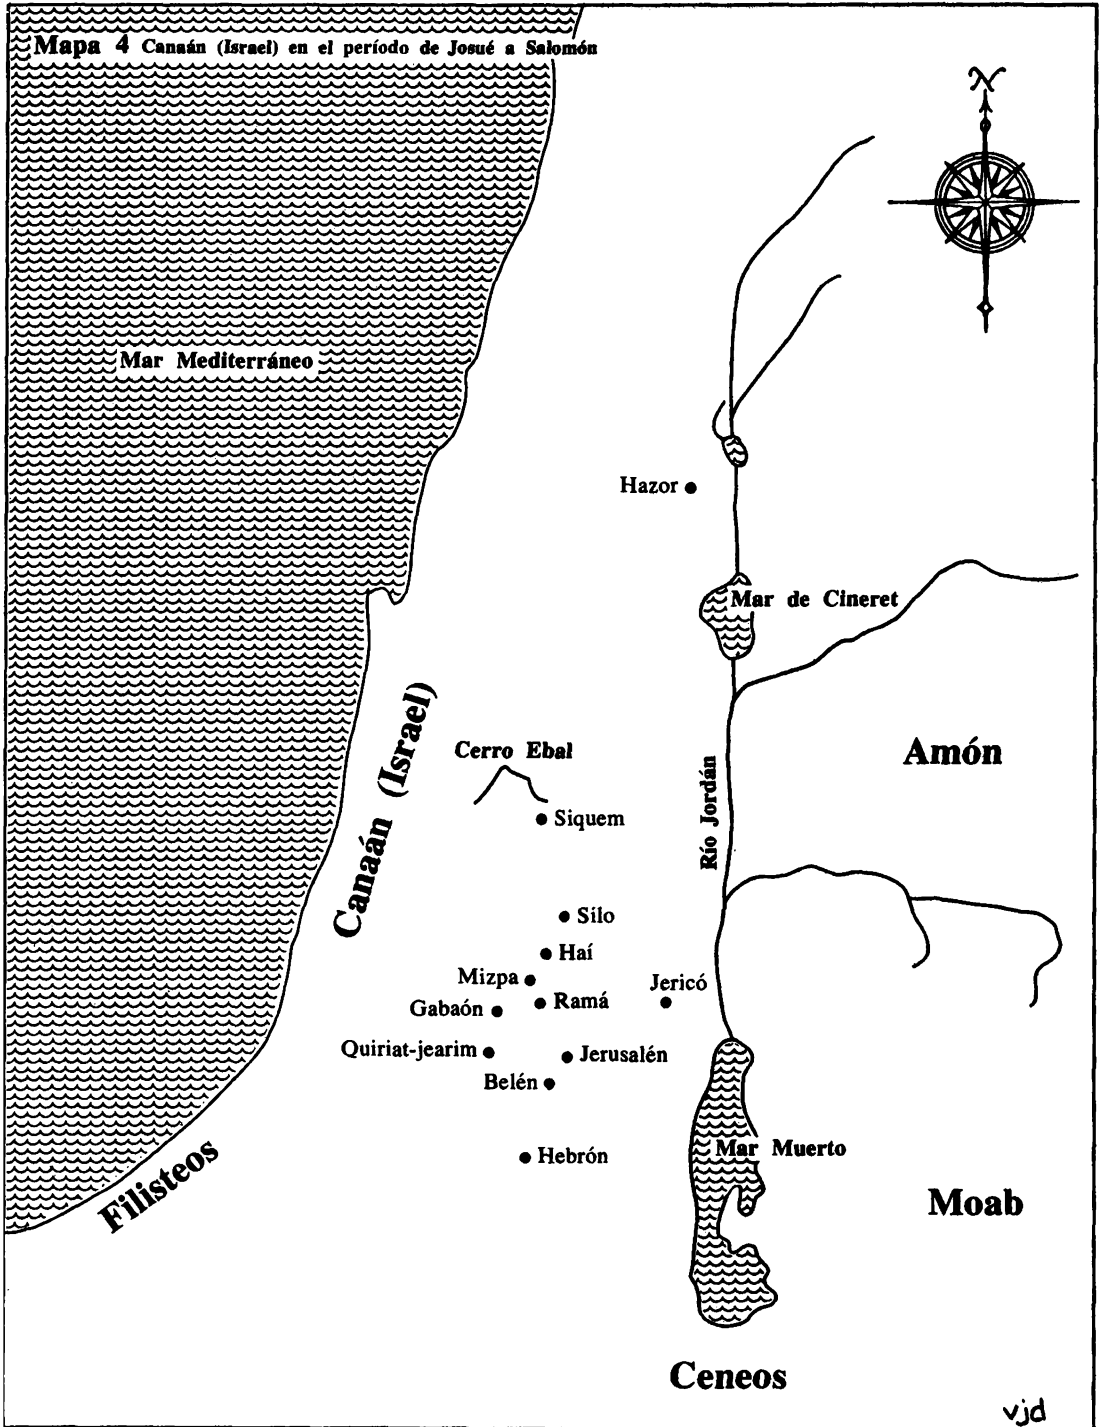 Mapa 4 Canaán (Israel) en el período de Josué a Salomón
N
Mar Mediterráneo
Hazor
Mar de Cineret
Canaán (Israel)
Cerro Ebal
Amón
Siquem
Río Jordán
Silo
Haí
Mizpa
Jericó
Gabaón
Ramá
Quiriat-jearim
Jerusalén
Belén
Filisteos
Hebrón
Mar Muerto
Moab
Ceneos
vjd